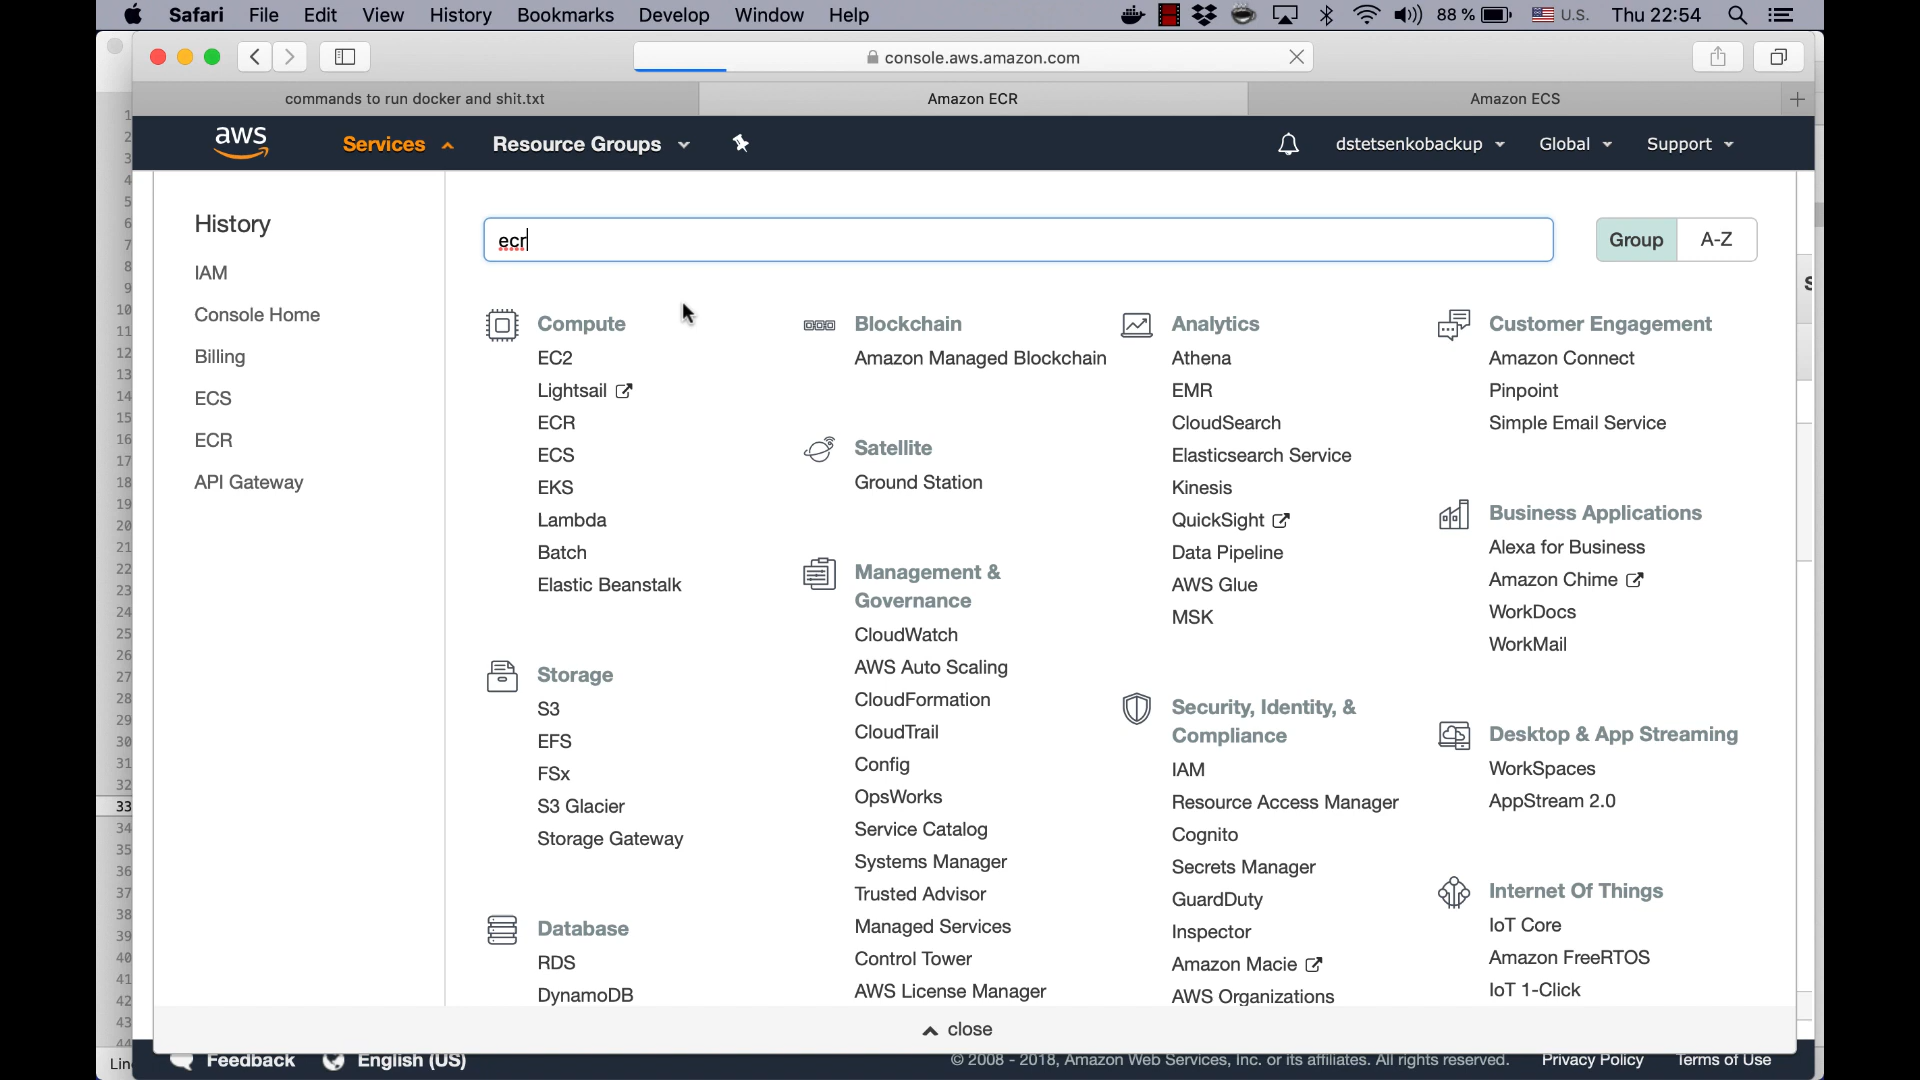 Safari File Edit View History Bookmarks Develop Window Help 88 % U.S. Thu 22:54
console.aws.amazon.com
commands to run docker and shit.txt Amazon ECR Amazon ECS
aws Services Resource Groups dstetsenkobackup Global Support
History
IAM
Console Home
Billing
ECS
ECR
API Gateway
ecr
Group A-Z
Compute
EC2
Lightsail
ECR
ECS
EKS
Lambda
Batch
Elastic Beanstalk
Storage
S3
EFS
FSx
S3 Glacier
Storage Gateway
Database
RDS
DynamoDB
Blockchain
Amazon Managed Blockchain
Satellite
Ground Station
Management &
Governance
CloudWatch
AWS Auto Scaling
CloudFormation
CloudTrail
Config
OpsWorks
Service Catalog
Systems Manager
Trusted Advisor
Managed Services
Control Tower
AWS License Manager
Analytics
Athena
EMR
CloudSearch
Elasticsearch Service
Kinesis
QuickSight
Data Pipeline
AWS Glue
MSK
Security, Identity, &
Compliance
IAM
Resource Access Manager
Cognito
Secrets Manager
GuardDuty
Inspector
Amazon Macie
AWS Organizations
Customer Engagement
Amazon Connect
Pinpoint
Simple Email Service
Business Applications
Alexa for Business
Amazon Chime
WorkDocs
WorkMail
Desktop & App Streaming
WorkSpaces
AppStream 2.0
Internet Of Things
IoT Core
Amazon FreeRTOS
IoT 1-Click
close
Feedback English (US) © 2008 - 2018, Amazon Web Services, Inc. or its affiliates. All rights reserved. Privacy Policy Terms of Use